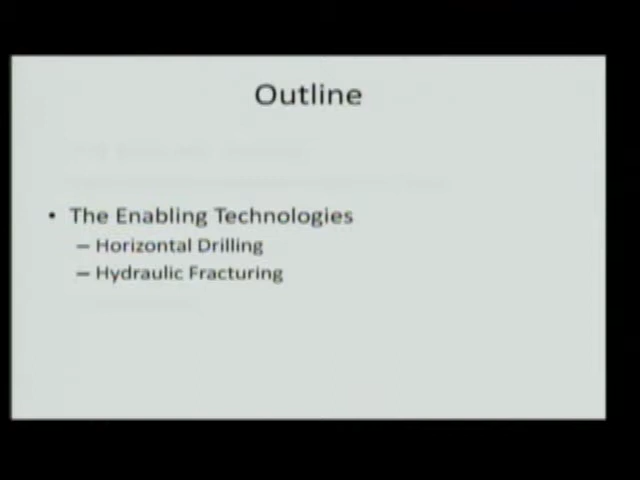 Outline
• The Enabling Technologies
– Horizontal Drilling
– Hydraulic Fracturing